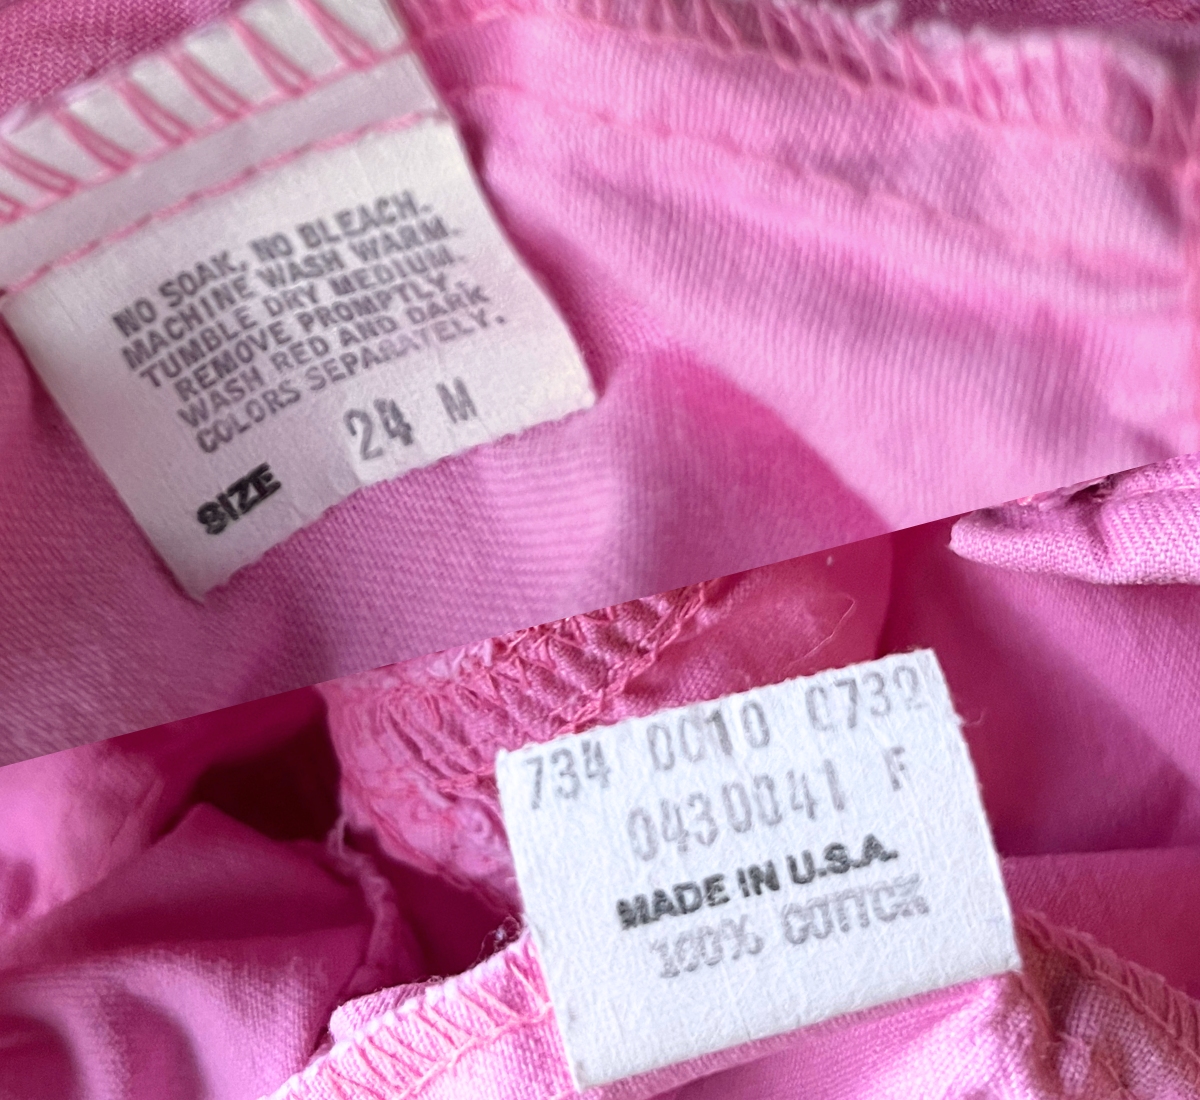 NO SOAK, NO BLEACH.
MACHINE WASH WARM.
TUMBLE DRY MEDIUM.
REMOVE PROMPTLY.
WASH RED AND DARK
COLORS SEPARATELY.
24 M
SIZE
734 0010 0732
0430041 F
MADE IN U.S.A.
100% COTTON